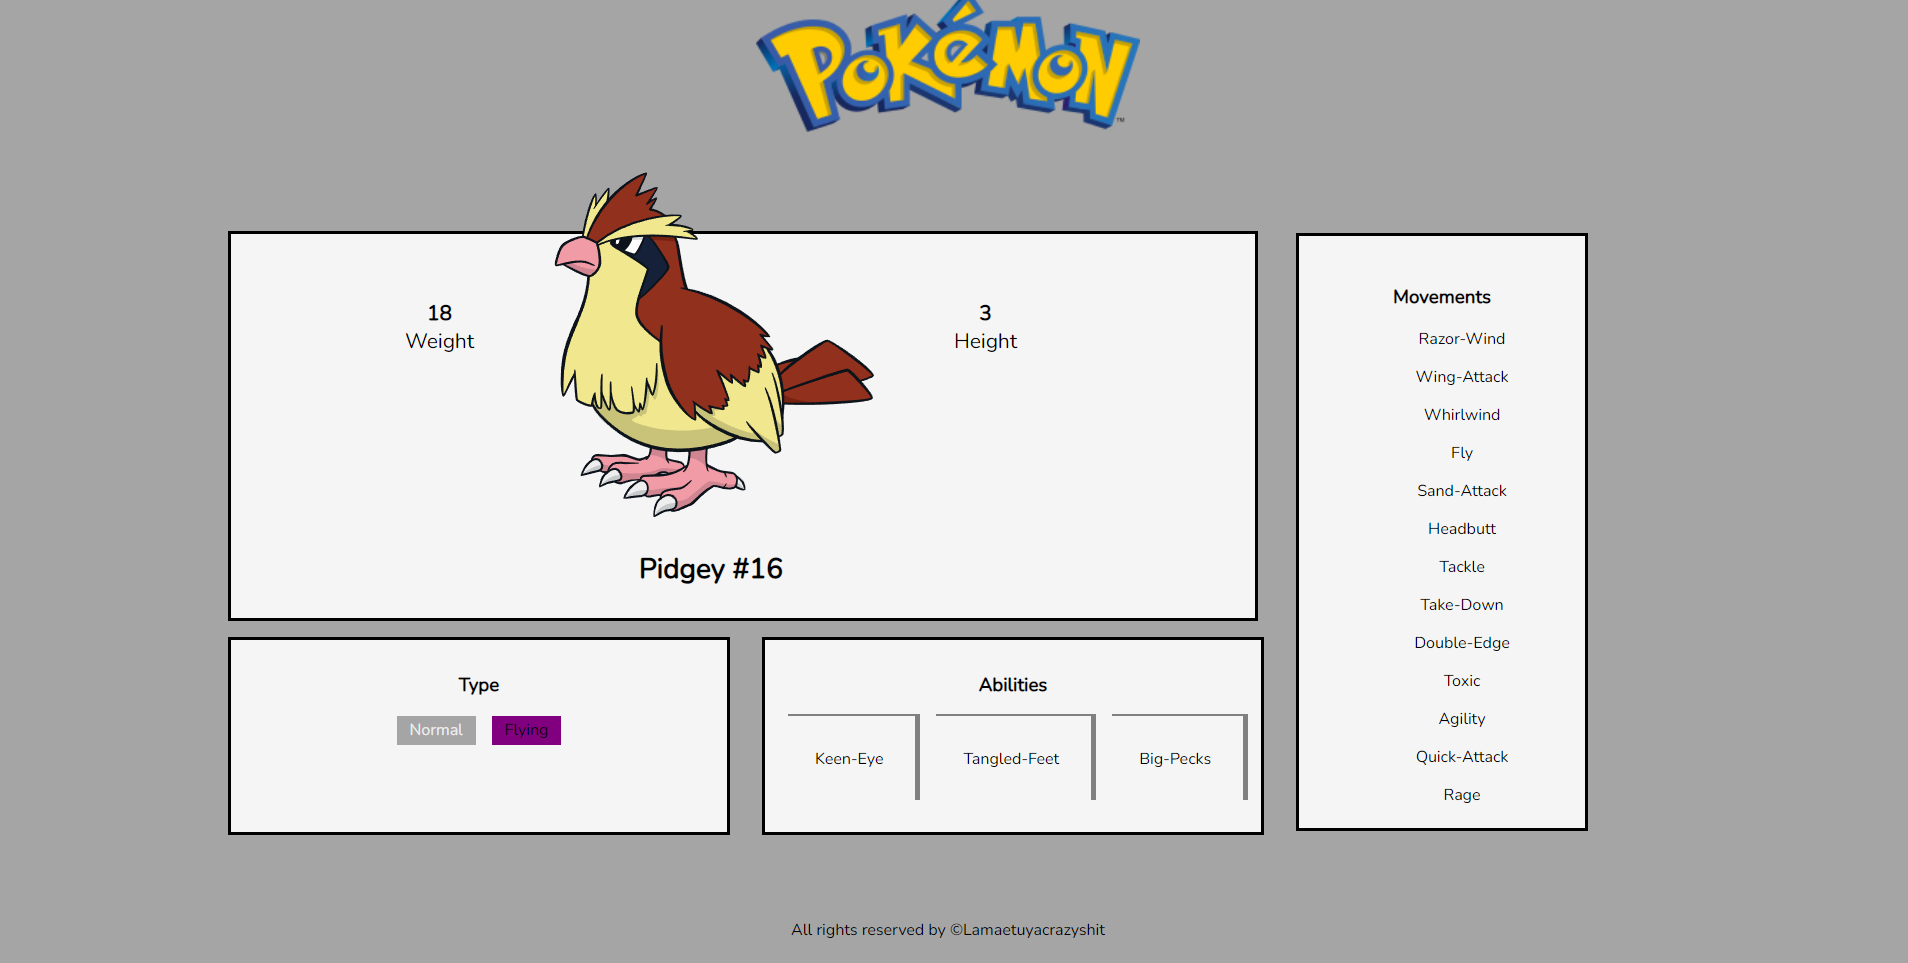 POKÉMON
TM
18
Weight
3
Height
Pidgey #16
Type
Normal
Flying
Abilities
Keen-Eye
Tangled-Feet
Big-Pecks
Movements
Razor-Wind
Wing-Attack
Whirlwind
Fly
Sand-Attack
Headbutt
Tackle
Take-Down
Double-Edge
Toxic
Agility
Quick-Attack
Rage
All rights reserved by ©Lamaetuyacrazyshit